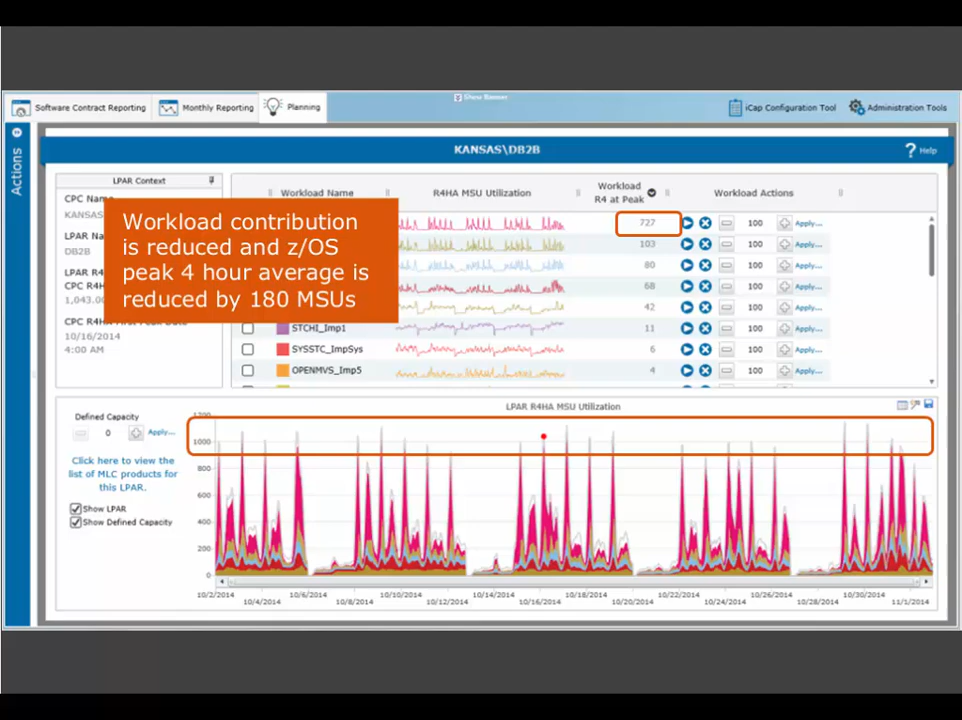 Show Banner
Software Contract Reporting
Monthly Reporting
Planning
iCap Configuration Tool
Administration Tools
Actions
KANSAS\DB2B
? Help
LPAR Context
CPC Name
KANSAS
LPAR Na
DB2B
LPAR R4
CPC R4H
1,043.00
CPC R4HA First Peak Date
10/16/2014
4:00 AM
Workload contribution
is reduced and z/OS
peak 4 hour average is
reduced by 180 MSUs
Workload Name
R4HA MSU Utilization
Workload
R4 at Peak
Workload Actions
727 100 Apply...
103 100 Apply...
80 100 Apply...
68 100 Apply...
42 100 Apply...
STCHI_Imp1 11 100 Apply...
SYSSTC_ImpSys 6 100 Apply...
OPENMVS_Imp5 4 100 Apply...
Defined Capacity
0 Apply...
Click here to view the
list of MLC products for
this LPAR.
Show LPAR
Show Defined Capacity
LPAR R4HA MSU Utilization
1200
1000
800
600
400
200
0
10/2/2014 10/4/2014 10/6/2014 10/8/2014 10/10/2014 10/12/2014 10/14/2014 10/16/2014 10/18/2014 10/20/2014 10/22/2014 10/24/2014 10/26/2014 10/28/2014 10/30/2014 11/1/2014